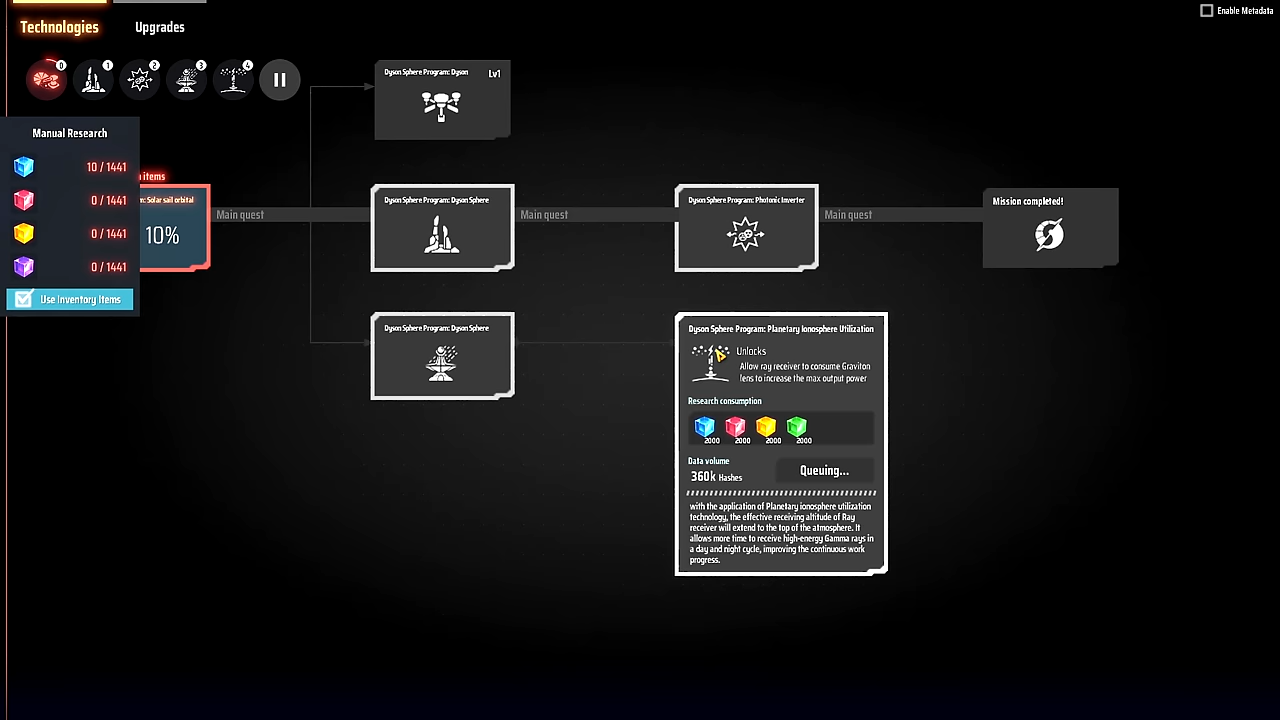 Enable Metadata
Technologies
Upgrades
0
1
2
3
4
Manual Research
10 / 1441
0 / 1441
0 / 1441
0 / 1441
Use Inventory Items
items
: Solar sail orbital
10%
Main quest
Dyson Sphere Program: Dyson
Lv1
Dyson Sphere Program: Dyson Sphere
Main quest
Dyson Sphere Program: Photonic Inverter
Main quest
Mission completed!
Dyson Sphere Program: Dyson Sphere
Dyson Sphere Program: Planetary Ionosphere Utilization
Unlocks
Allow ray receiver to consume Graviton
lens to increase the max output power
Research consumption
2000 2000 2000 2000
Data volume
360k Hashes
Queuing...
with the application of Planetary ionosphere utilization
technology, the effective receiving altitude of Ray
receiver will extend to the top of the atmosphere. It
allows more time to receive high-energy Gamma rays in
a day and night cycle, improving the continuous work
progress.